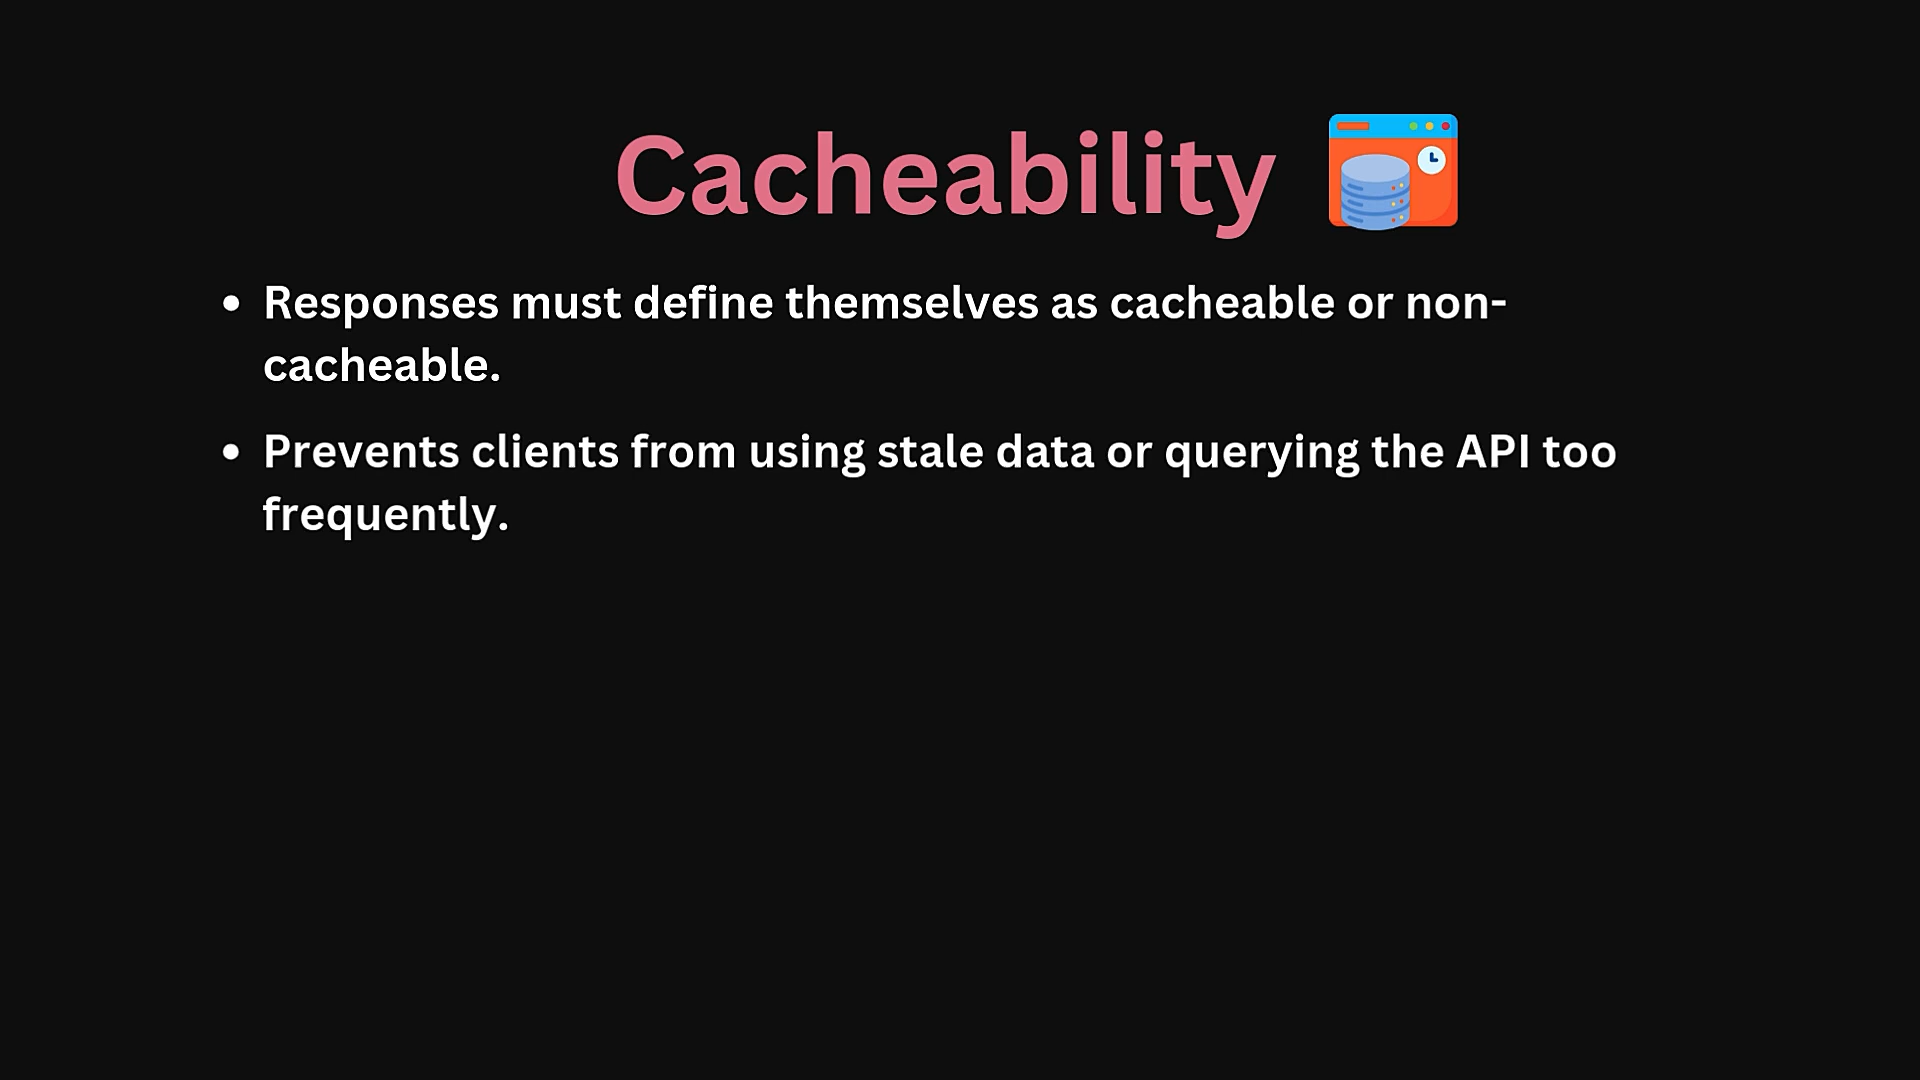 Cacheability
• Responses must define themselves as cacheable or non-
cacheable.
• Prevents clients from using stale data or querying the API too
frequently.